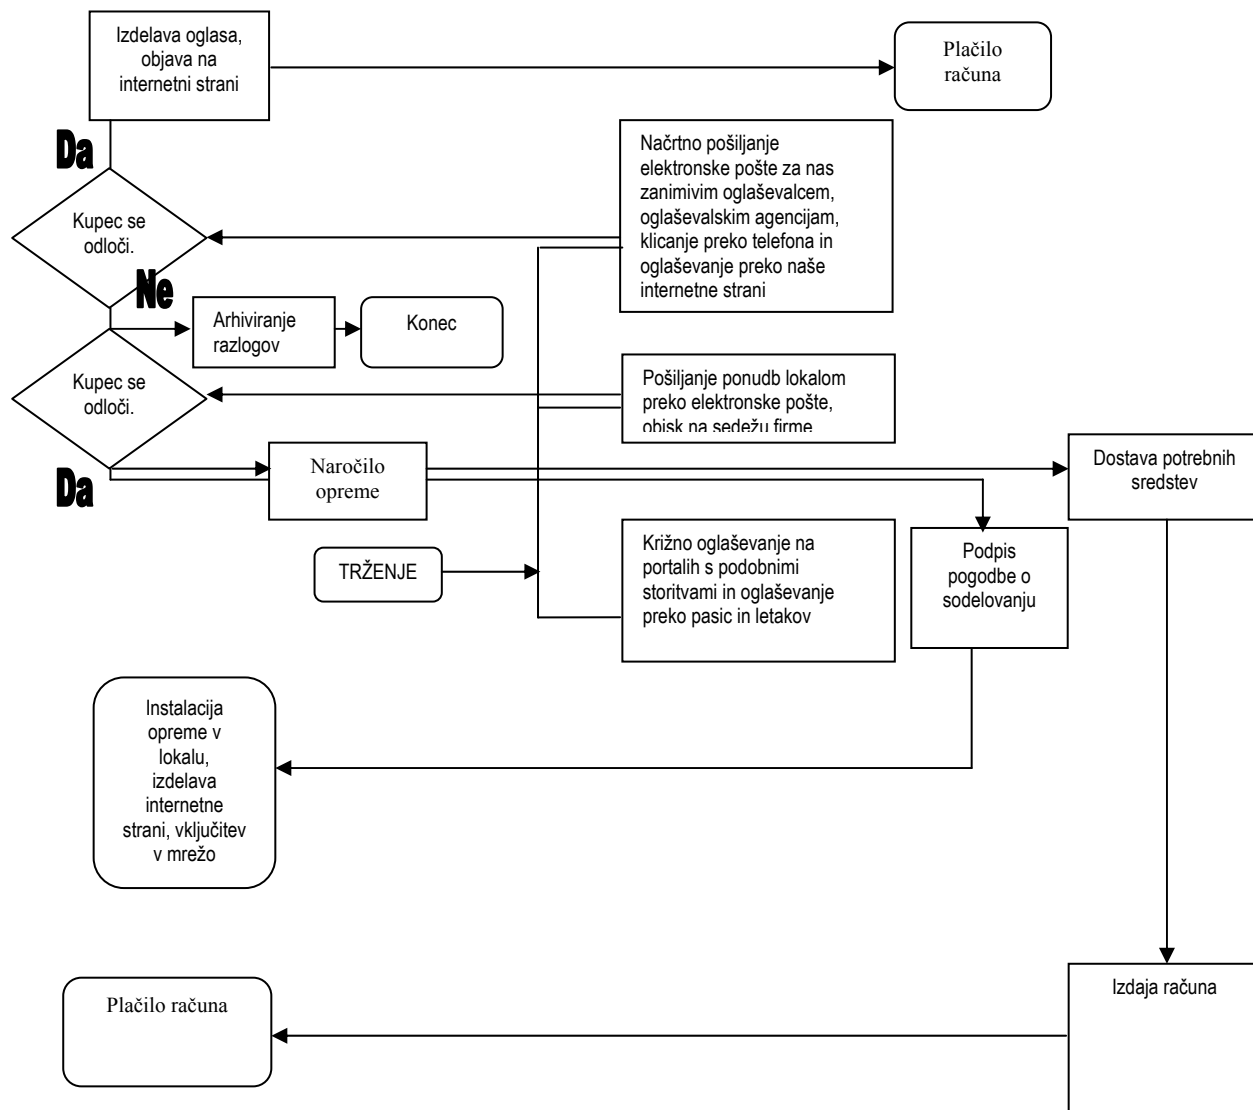 Izdelava oglasa,
objava na
internetni strani
Plačilo
računa
Da
Načrtno pošiljanje
elektronske pošte za nas
zanimivim oglaševalcem,
oglaševalskim agencijam,
klicanje preko telefona in
oglaševanje preko naše
internetne strani
Kupec se
odloči.
Ne
Arhiviranje
razlogov
Konec
Kupec se
odloči.
Pošiljanje ponudb lokalom
preko elektronske pošte,
obisk na sedežu firme
Da
Naročilo
opreme
Dostava potrebnih
sredstev
TRŽENJE
Križno oglaševanje na
portalih s podobnimi
storitvami in oglaševanje
preko pasic in letakov
Podpis
pogodbe o
sodelovanju
Instalacija
opreme v
lokalu,
izdelava
internetne
strani, vključitev
v mrežo
Plačilo računa
Izdaja računa